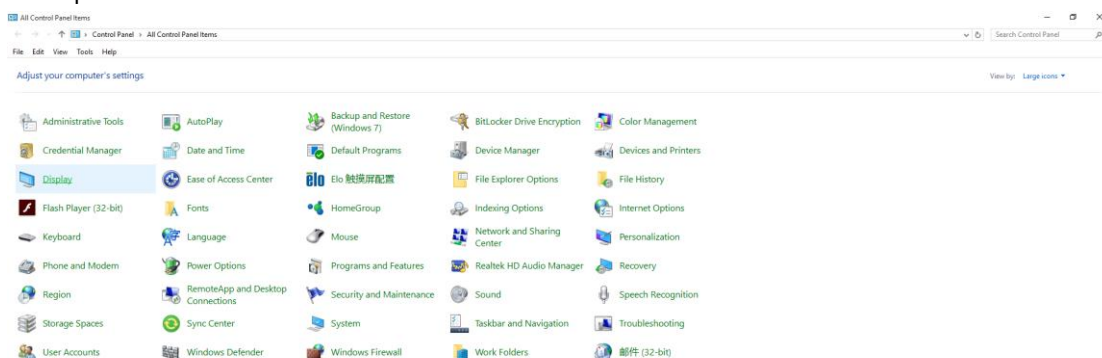 All Control Panel Items
Control Panel › All Control Panel Items
Search Control Panel
File Edit View Tools Help
Adjust your computer's settings
View by: Large icons
Administrative Tools
AutoPlay
Backup and Restore
(Windows 7)
BitLocker Drive Encryption
Color Management
Credential Manager
Date and Time
Default Programs
Device Manager
Devices and Printers
Display
Ease of Access Center
elo Elo 触摸屏配置
File Explorer Options
File History
Flash Player (32-bit)
Fonts
HomeGroup
Indexing Options
Internet Options
Keyboard
Language
Mouse
Network and Sharing
Center
Personalization
Phone and Modem
Power Options
Programs and Features
Realtek HD Audio Manager
Recovery
Region
RemoteApp and Desktop
Connections
Security and Maintenance
Sound
Speech Recognition
Storage Spaces
Sync Center
System
Taskbar and Navigation
Troubleshooting
User Accounts
Windows Defender
Windows Firewall
Work Folders
邮件 (32-bit)